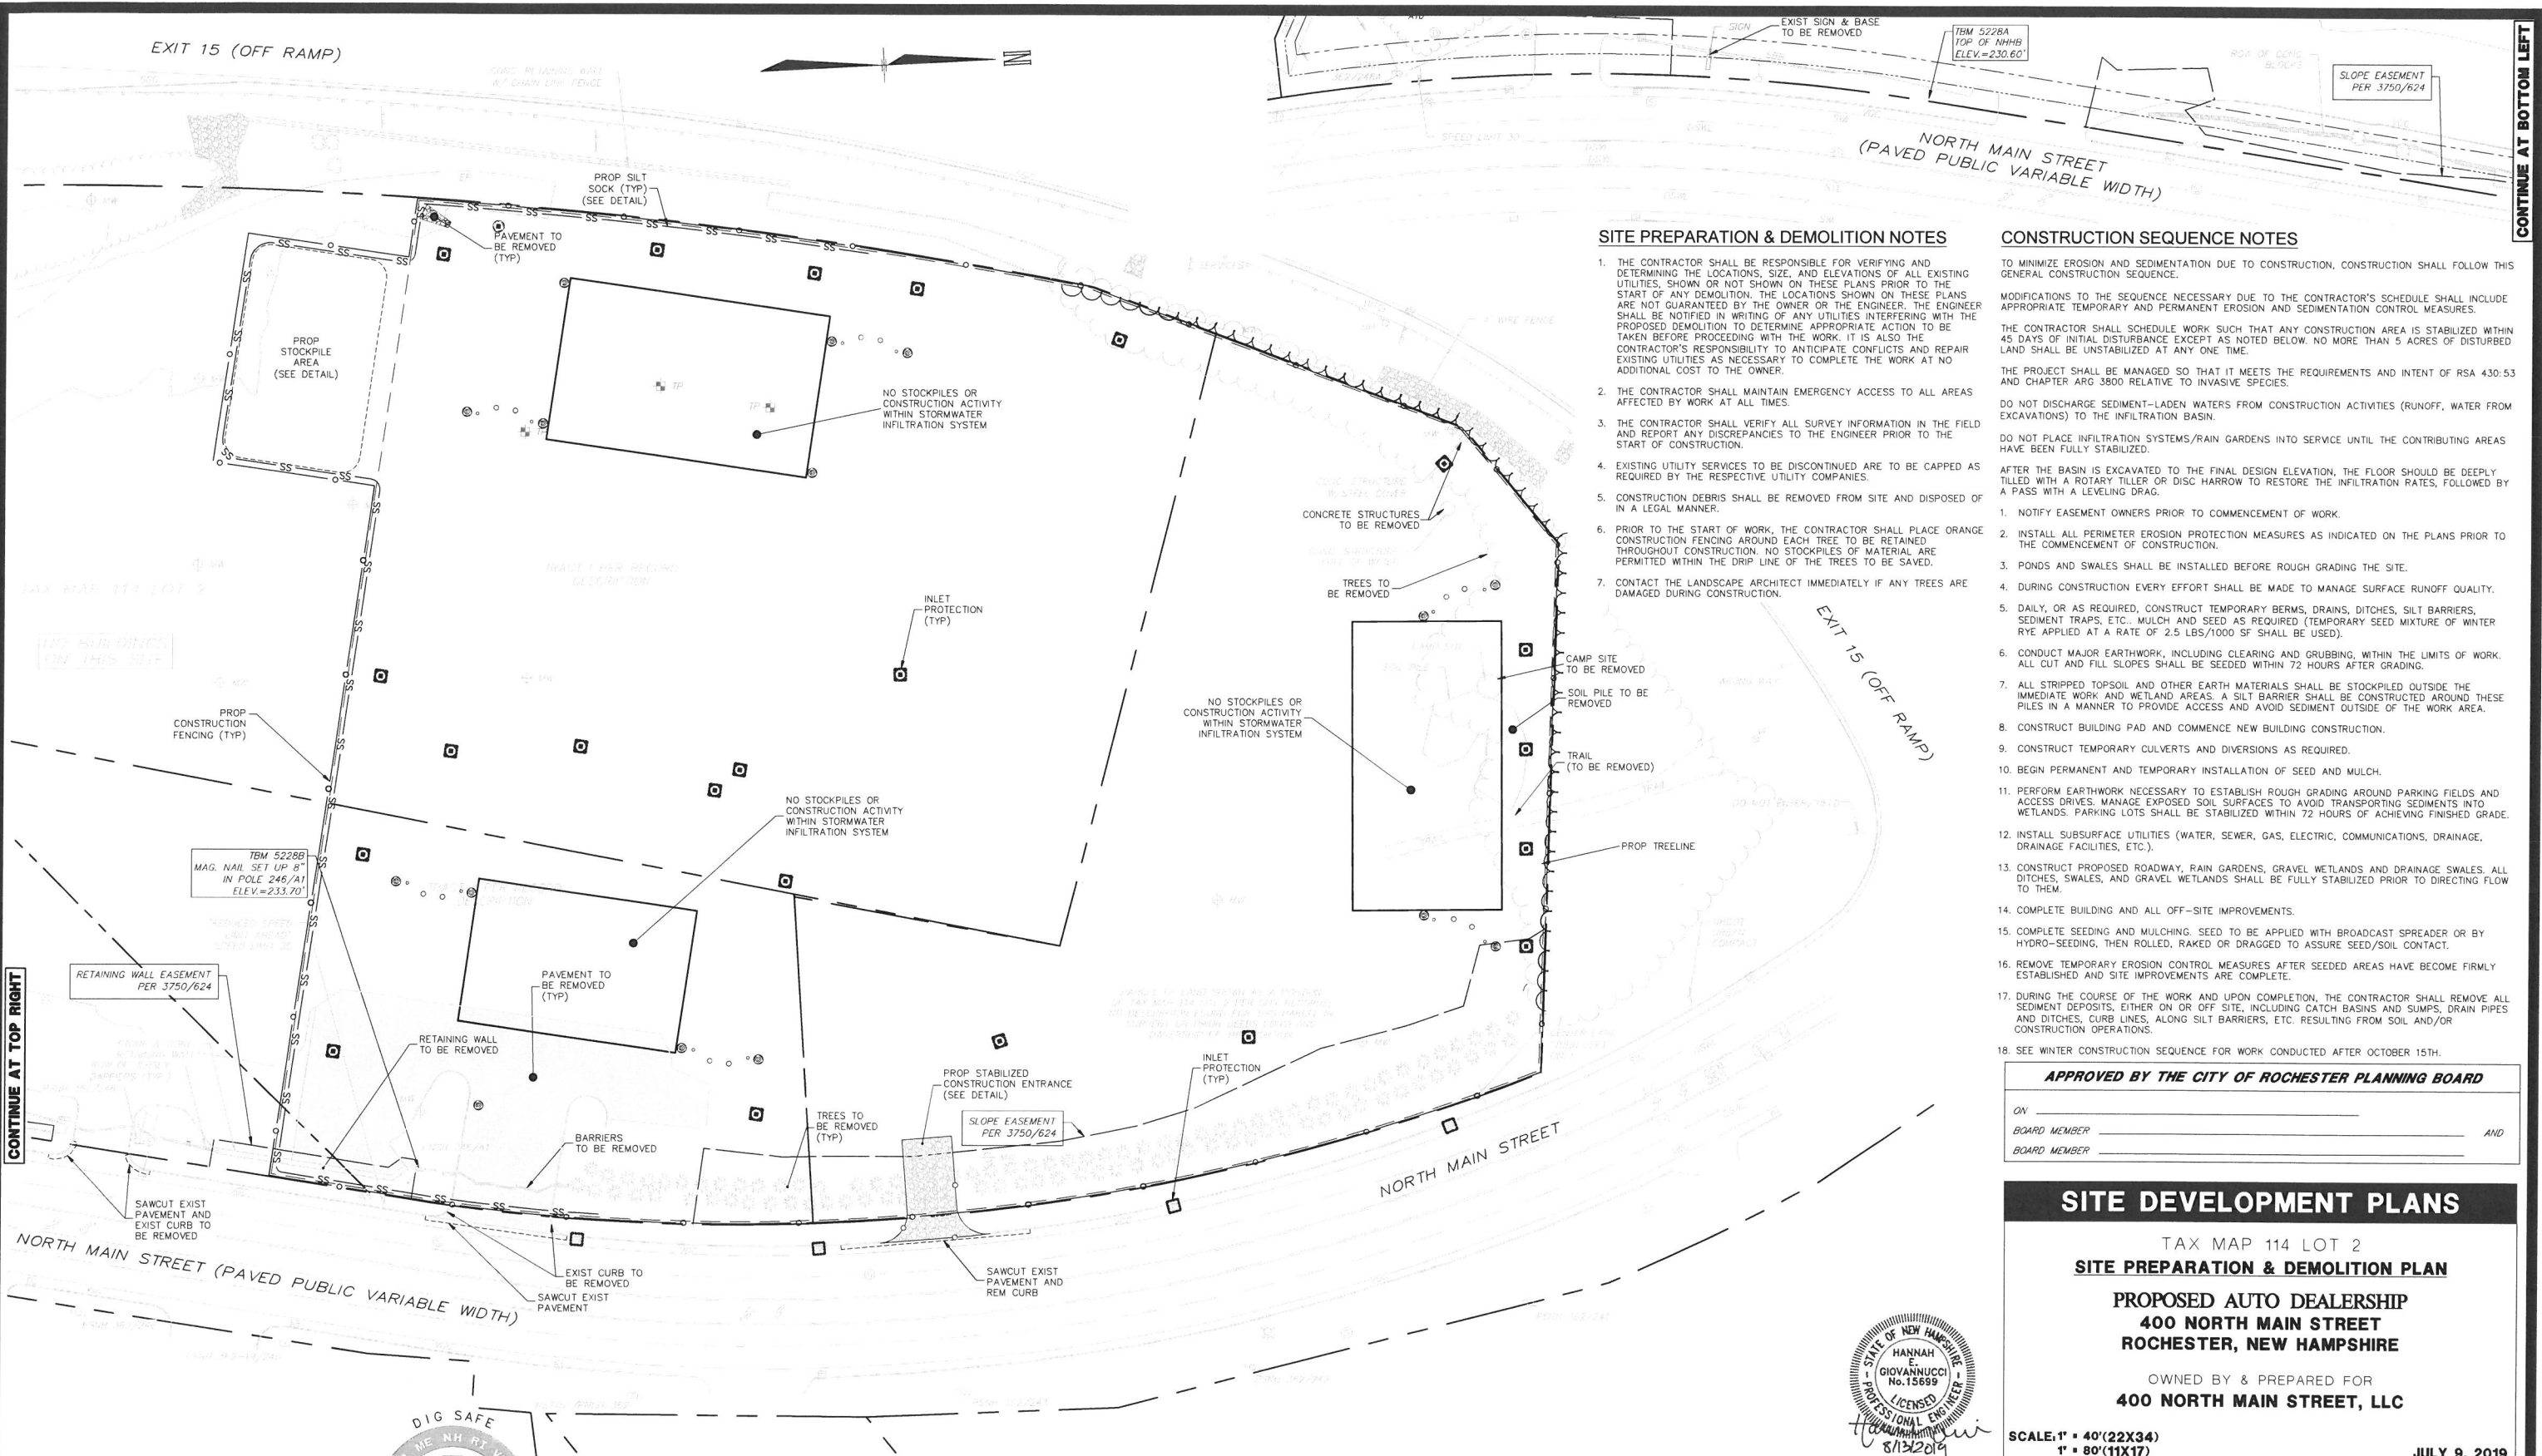 EXIT 15 (OFF RAMP)
N
EXIST SIGN & BASE
TO BE REMOVED
SIGN
TBM 5228A
TOP OF NHHB
ELEV.=230.60'
SLOPE EASEMENT
PER 3750/624
CONTINUE AT BOTTOM LEFT
NORTH MAIN STREET
(PAVED PUBLIC VARIABLE WIDTH)
PROP SILT
SOCK (TYP)
(SEE DETAIL)
PAVEMENT TO
BE REMOVED
(TYP)
PROP
STOCKPILE
AREA
(SEE DETAIL)
NO STOCKPILES OR
CONSTRUCTION ACTIVITY
WITHIN STORMWATER
INFILTRATION SYSTEM
TP
TP
CONCRETE STRUCTURES
TO BE REMOVED
TREES TO
BE REMOVED
INLET
PROTECTION
(TYP)
CAMP SITE
TO BE REMOVED
SOIL PILE TO BE
REMOVED
NO STOCKPILES OR
CONSTRUCTION ACTIVITY
WITHIN STORMWATER
INFILTRATION SYSTEM
TRAIL
(TO BE REMOVED)
PROP TREELINE
EXIT 15 (OFF RAMP)
PROP
CONSTRUCTION
FENCING (TYP)
NO STOCKPILES OR
CONSTRUCTION ACTIVITY
WITHIN STORMWATER
INFILTRATION SYSTEM
TBM 5228B
MAG. NAIL SET UP 8"
IN POLE 246/A1
ELEV.=233.70'
RETAINING WALL EASEMENT
PER 3750/624
CONTINUE AT TOP RIGHT
PAVEMENT TO
BE REMOVED
(TYP)
RETAINING WALL
TO BE REMOVED
PROP STABILIZED
CONSTRUCTION ENTRANCE
(SEE DETAIL)
INLET
PROTECTION
(TYP)
TREES TO
BE REMOVED
(TYP)
SLOPE EASEMENT
PER 3750/624
BARRIERS
TO BE REMOVED
NORTH MAIN STREET
SAWCUT EXIST
PAVEMENT AND
EXIST CURB TO
BE REMOVED
NORTH MAIN STREET (PAVED PUBLIC VARIABLE WIDTH)
EXIST CURB TO
BE REMOVED
SAWCUT EXIST
PAVEMENT
SAWCUT EXIST
PAVEMENT AND
REM CURB
DIG SAFE
ME NH RI V
SITE PREPARATION & DEMOLITION NOTES
1. THE CONTRACTOR SHALL BE RESPONSIBLE FOR VERIFYING AND
DETERMINING THE LOCATIONS, SIZE, AND ELEVATIONS OF ALL EXISTING
UTILITIES, SHOWN OR NOT SHOWN ON THESE PLANS PRIOR TO THE
START OF ANY DEMOLITION. THE LOCATIONS SHOWN ON THESE PLANS
ARE NOT GUARANTEED BY THE OWNER OR THE ENGINEER. THE ENGINEER
SHALL BE NOTIFIED IN WRITING OF ANY UTILITIES INTERFERING WITH THE
PROPOSED DEMOLITION TO DETERMINE APPROPRIATE ACTION TO BE
TAKEN BEFORE PROCEEDING WITH THE WORK. IT IS ALSO THE
CONTRACTOR'S RESPONSIBILITY TO ANTICIPATE CONFLICTS AND REPAIR
EXISTING UTILITIES AS NECESSARY TO COMPLETE THE WORK AT NO
ADDITIONAL COST TO THE OWNER.
2. THE CONTRACTOR SHALL MAINTAIN EMERGENCY ACCESS TO ALL AREAS
AFFECTED BY WORK AT ALL TIMES.
3. THE CONTRACTOR SHALL VERIFY ALL SURVEY INFORMATION IN THE FIELD
AND REPORT ANY DISCREPANCIES TO THE ENGINEER PRIOR TO THE
START OF CONSTRUCTION.
4. EXISTING UTILITY SERVICES TO BE DISCONTINUED ARE TO BE CAPPED AS
REQUIRED BY THE RESPECTIVE UTILITY COMPANIES.
5. CONSTRUCTION DEBRIS SHALL BE REMOVED FROM SITE AND DISPOSED OF
IN A LEGAL MANNER.
6. PRIOR TO THE START OF WORK, THE CONTRACTOR SHALL PLACE ORANGE
CONSTRUCTION FENCING AROUND EACH TREE TO BE RETAINED
THROUGHOUT CONSTRUCTION. NO STOCKPILES OF MATERIAL ARE
PERMITTED WITHIN THE DRIP LINE OF THE TREES TO BE SAVED.
7. CONTACT THE LANDSCAPE ARCHITECT IMMEDIATELY IF ANY TREES ARE
DAMAGED DURING CONSTRUCTION.
CONSTRUCTION SEQUENCE NOTES
TO MINIMIZE EROSION AND SEDIMENTATION DUE TO CONSTRUCTION, CONSTRUCTION SHALL FOLLOW THIS
GENERAL CONSTRUCTION SEQUENCE.
MODIFICATIONS TO THE SEQUENCE NECESSARY DUE TO THE CONTRACTOR'S SCHEDULE SHALL INCLUDE
APPROPRIATE TEMPORARY AND PERMANENT EROSION AND SEDIMENTATION CONTROL MEASURES.
THE CONTRACTOR SHALL SCHEDULE WORK SUCH THAT ANY CONSTRUCTION AREA IS STABILIZED WITHIN
45 DAYS OF INITIAL DISTURBANCE EXCEPT AS NOTED BELOW. NO MORE THAN 5 ACRES OF DISTURBED
LAND SHALL BE UNSTABILIZED AT ANY ONE TIME.
THE PROJECT SHALL BE MANAGED SO THAT IT MEETS THE REQUIREMENTS AND INTENT OF RSA 430:53
AND CHAPTER ARG 3800 RELATIVE TO INVASIVE SPECIES.
DO NOT DISCHARGE SEDIMENT-LADEN WATERS FROM CONSTRUCTION ACTIVITIES (RUNOFF, WATER FROM
EXCAVATIONS) TO THE INFILTRATION BASIN.
DO NOT PLACE INFILTRATION SYSTEMS/RAIN GARDENS INTO SERVICE UNTIL THE CONTRIBUTING AREAS
HAVE BEEN FULLY STABILIZED.
AFTER THE BASIN IS EXCAVATED TO THE FINAL DESIGN ELEVATION, THE FLOOR SHOULD BE DEEPLY
TILLED WITH A ROTARY TILLER OR DISC HARROW TO RESTORE THE INFILTRATION RATES, FOLLOWED BY
A PASS WITH A LEVELING DRAG.
1. NOTIFY EASEMENT OWNERS PRIOR TO COMMENCEMENT OF WORK.
2. INSTALL ALL PERIMETER EROSION PROTECTION MEASURES AS INDICATED ON THE PLANS PRIOR TO
THE COMMENCEMENT OF CONSTRUCTION.
3. PONDS AND SWALES SHALL BE INSTALLED BEFORE ROUGH GRADING THE SITE.
4. DURING CONSTRUCTION EVERY EFFORT SHALL BE MADE TO MANAGE SURFACE RUNOFF QUALITY.
5. DAILY, OR AS REQUIRED, CONSTRUCT TEMPORARY BERMS, DRAINS, DITCHES, SILT BARRIERS,
SEDIMENT TRAPS, ETC.. MULCH AND SEED AS REQUIRED (TEMPORARY SEED MIXTURE OF WINTER
RYE APPLIED AT A RATE OF 2.5 LBS/1000 SF SHALL BE USED).
6. CONDUCT MAJOR EARTHWORK, INCLUDING CLEARING AND GRUBBING, WITHIN THE LIMITS OF WORK.
ALL CUT AND FILL SLOPES SHALL BE SEEDED WITHIN 72 HOURS AFTER GRADING.
7. ALL STRIPPED TOPSOIL AND OTHER EARTH MATERIALS SHALL BE STOCKPILED OUTSIDE THE
IMMEDIATE WORK AND WETLAND AREAS. A SILT BARRIER SHALL BE CONSTRUCTED AROUND THESE
PILES IN A MANNER TO PROVIDE ACCESS AND AVOID SEDIMENT OUTSIDE OF THE WORK AREA.
8. CONSTRUCT BUILDING PAD AND COMMENCE NEW BUILDING CONSTRUCTION.
9. CONSTRUCT TEMPORARY CULVERTS AND DIVERSIONS AS REQUIRED.
10. BEGIN PERMANENT AND TEMPORARY INSTALLATION OF SEED AND MULCH.
11. PERFORM EARTHWORK NECESSARY TO ESTABLISH ROUGH GRADING AROUND PARKING FIELDS AND
ACCESS DRIVES. MANAGE EXPOSED SOIL SURFACES TO AVOID TRANSPORTING SEDIMENTS INTO
WETLANDS. PARKING LOTS SHALL BE STABILIZED WITHIN 72 HOURS OF ACHIEVING FINISHED GRADE.
12. INSTALL SUBSURFACE UTILITIES (WATER, SEWER, GAS, ELECTRIC, COMMUNICATIONS, DRAINAGE,
DRAINAGE FACILITIES, ETC.).
13. CONSTRUCT PROPOSED ROADWAY, RAIN GARDENS, GRAVEL WETLANDS AND DRAINAGE SWALES. ALL
DITCHES, SWALES, AND GRAVEL WETLANDS SHALL BE FULLY STABILIZED PRIOR TO DIRECTING FLOW
TO THEM.
14. COMPLETE BUILDING AND ALL OFF-SITE IMPROVEMENTS.
15. COMPLETE SEEDING AND MULCHING. SEED TO BE APPLIED WITH BROADCAST SPREADER OR BY
HYDRO-SEEDING, THEN ROLLED, RAKED OR DRAGGED TO ASSURE SEED/SOIL CONTACT.
16. REMOVE TEMPORARY EROSION CONTROL MEASURES AFTER SEEDED AREAS HAVE BECOME FIRMLY
ESTABLISHED AND SITE IMPROVEMENTS ARE COMPLETE.
17. DURING THE COURSE OF THE WORK AND UPON COMPLETION, THE CONTRACTOR SHALL REMOVE ALL
SEDIMENT DEPOSITS, EITHER ON OR OFF SITE, INCLUDING CATCH BASINS AND SUMPS, DRAIN PIPES
AND DITCHES, CURB LINES, ALONG SILT BARRIERS, ETC. RESULTING FROM SOIL AND/OR
CONSTRUCTION OPERATIONS.
18. SEE WINTER CONSTRUCTION SEQUENCE FOR WORK CONDUCTED AFTER OCTOBER 15TH.
APPROVED BY THE CITY OF ROCHESTER PLANNING BOARD
ON
BOARD MEMBER AND
BOARD MEMBER
SITE DEVELOPMENT PLANS
TAX MAP 114 LOT 2
SITE PREPARATION & DEMOLITION PLAN
PROPOSED AUTO DEALERSHIP
400 NORTH MAIN STREET
ROCHESTER, NEW HAMPSHIRE
OWNED BY & PREPARED FOR
400 NORTH MAIN STREET, LLC
SCALE: 1" = 40' (22X34)
1" = 80' (11X17)
JULY 9, 2019
STATE OF NEW HAMPSHIRE
HANNAH
E.
GIOVANNUCCI
No.15699
LICENSED
PROFESSIONAL ENGINEER
8/13/2019